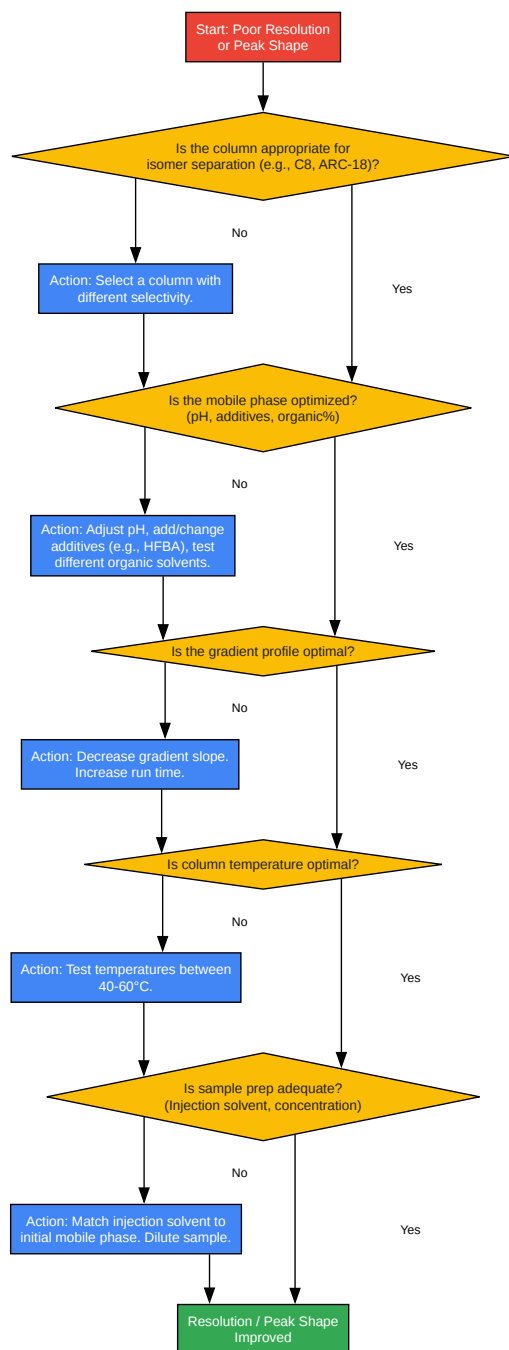 Start: Poor Resolution
or Peak Shape
Is the column appropriate for
isomer separation (e.g., C8, ARC-18)?
No
Action: Select a column with
different selectivity.
Yes
Is the mobile phase optimized?
(pH, additives, organic%)
No
Action: Adjust pH, add/change
additives (e.g., HFBA), test
different organic solvents.
Yes
Is the gradient profile optimal?
No
Action: Decrease gradient slope.
Increase run time.
Yes
Is column temperature optimal?
No
Action: Test temperatures between
40-60°C.
Yes
Is sample prep adequate?
(Injection solvent, concentration)
No
Action: Match injection solvent to
initial mobile phase. Dilute sample.
Yes
Resolution / Peak Shape
Improved